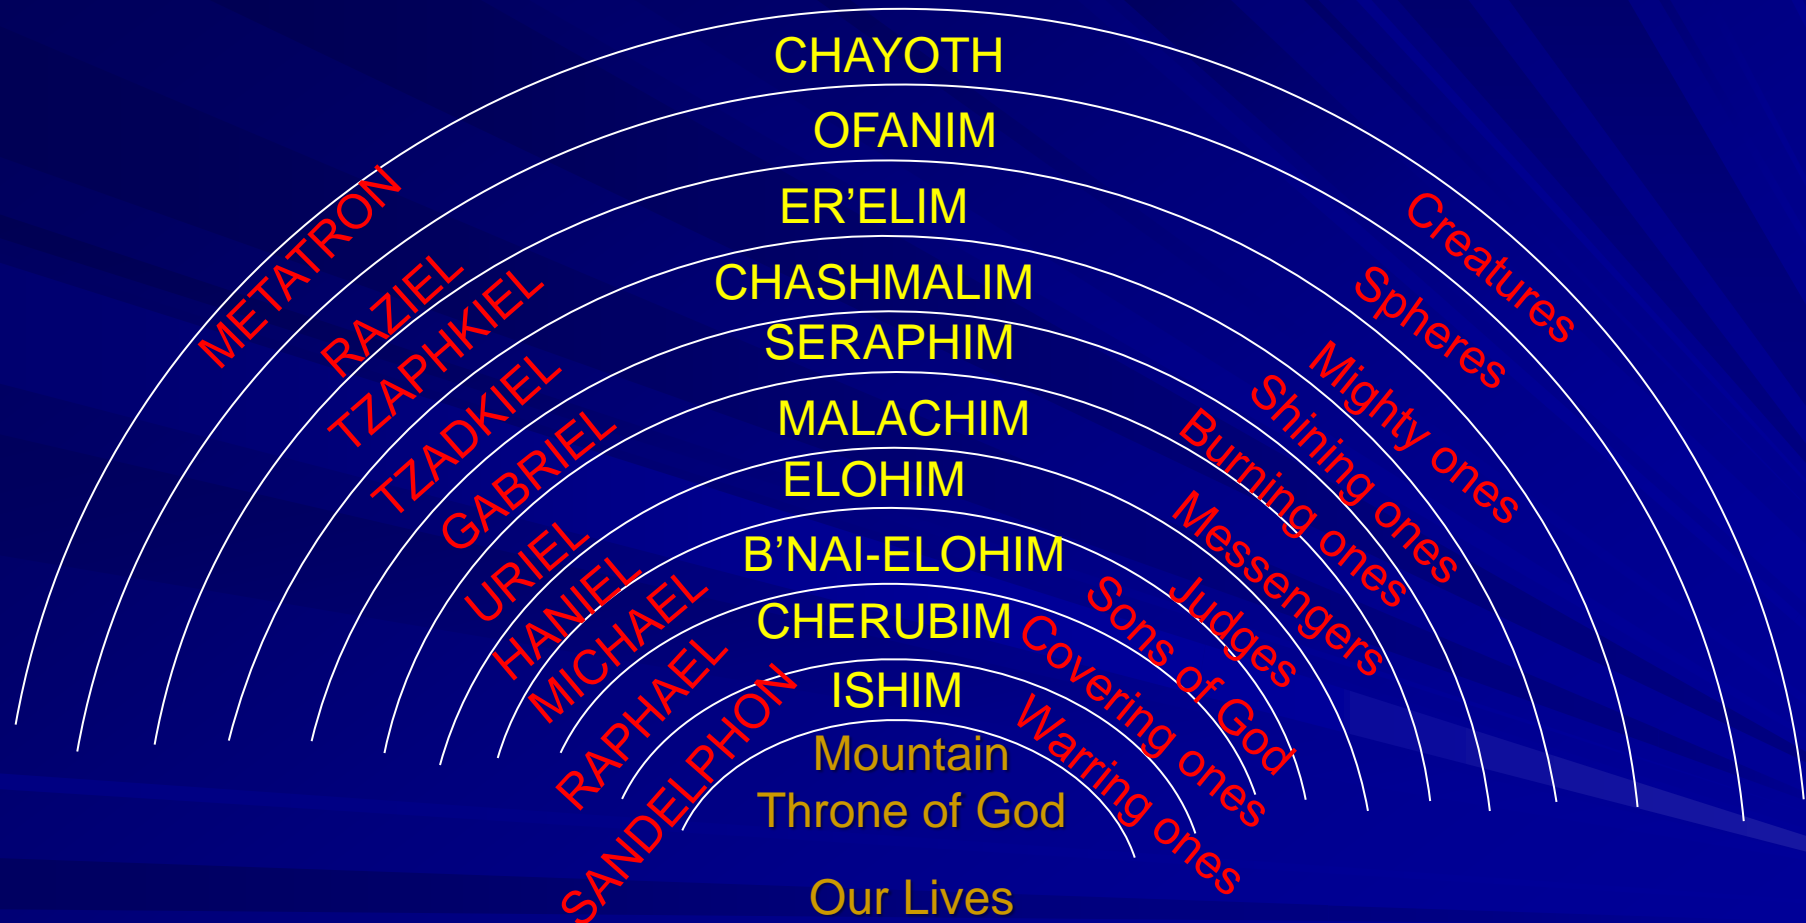 CHAYOTH
OFANIM
ER’ELIM
CHASHMALIM
SERAPHIM
MALACHIM
ELOHIM
B’NAI-ELOHIM
CHERUBIM
ISHIM
Mountain
Throne of God
Our Lives
METATRON
RAZIEL
TZAPHKIEL
TZADKIEL
GABRIEL
URIEL
HANIEL
MICHAEL
RAPHAEL
SANDELPHON
Creatures
Spheres
Mighty ones
Shining ones
Burning ones
Messengers
Judges
Sons of God
Covering ones
Warring ones